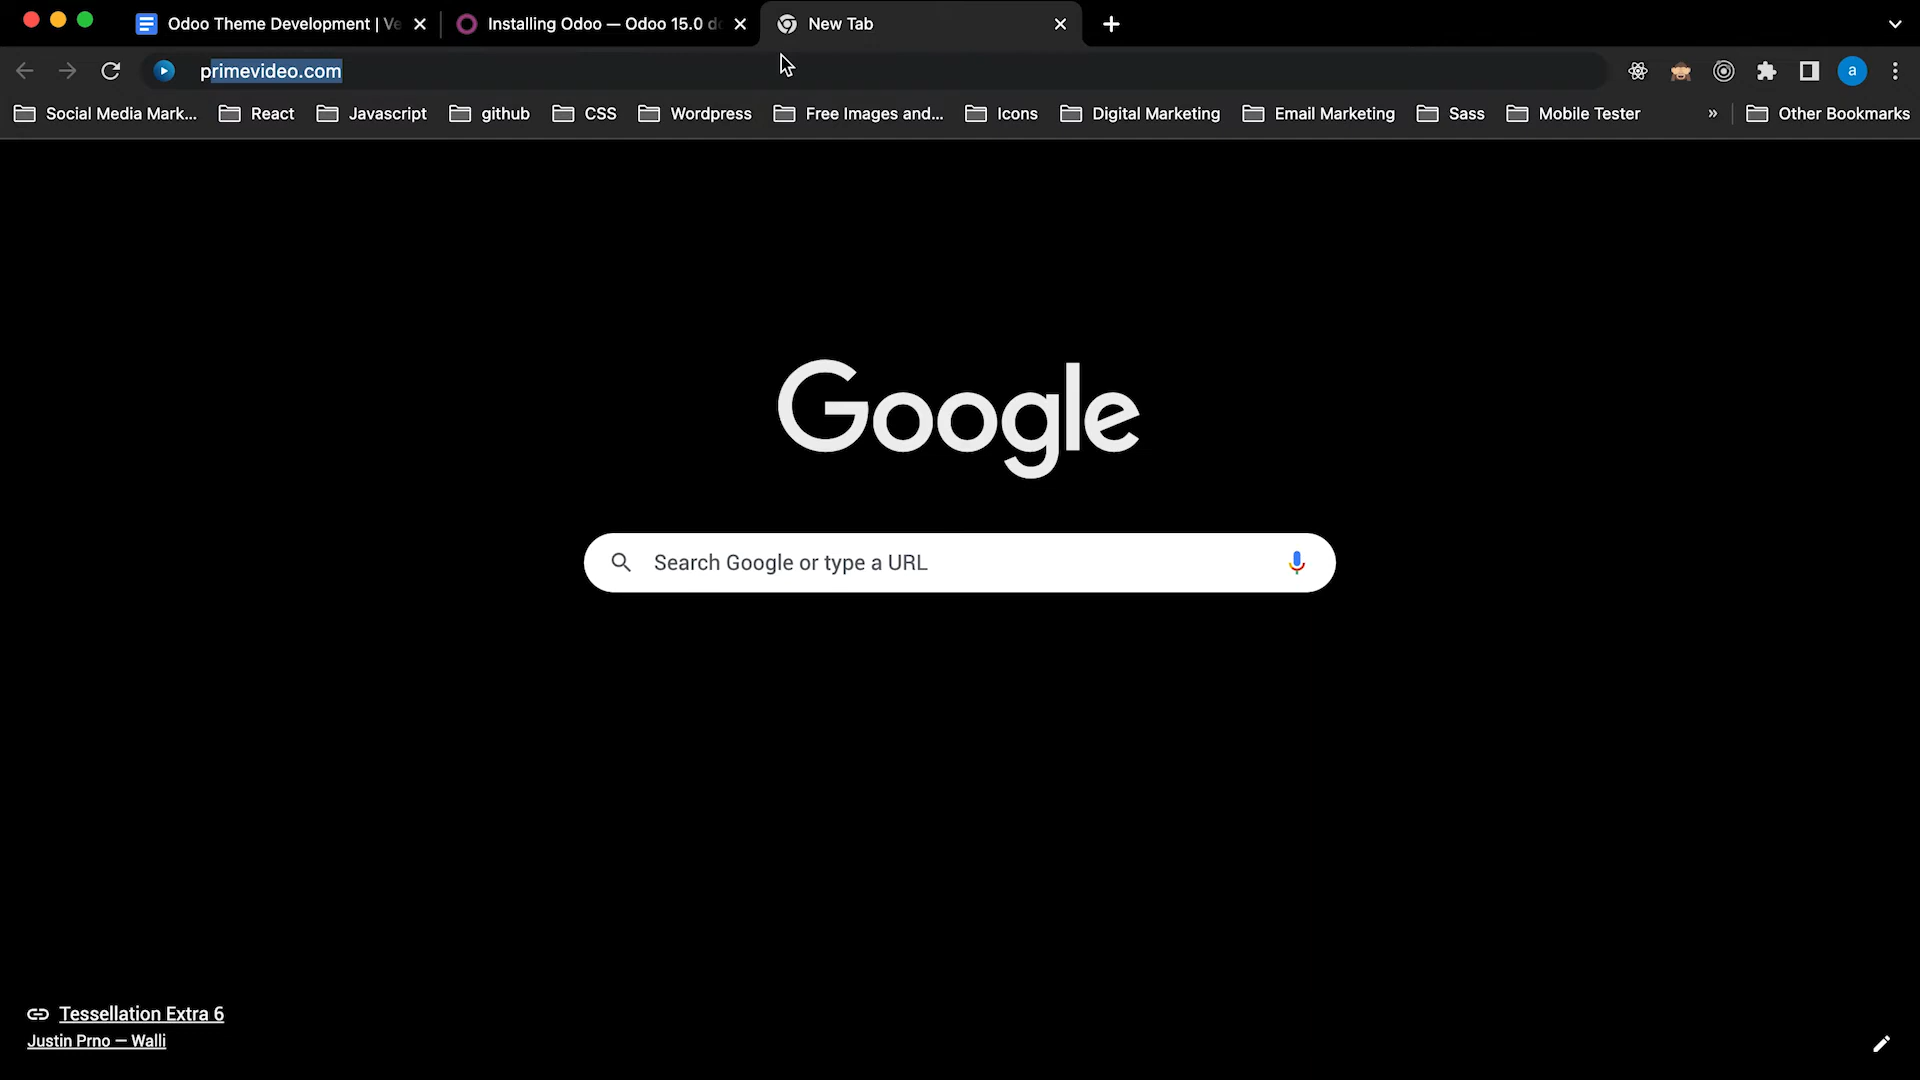 Odoo Theme Development | Ve
Installing Odoo — Odoo 15.0 do
New Tab
primevideo.com
a
Social Media Mark...
React
Javascript
github
CSS
Wordpress
Free Images and...
Icons
Digital Marketing
Email Marketing
Sass
Mobile Tester
»
Other Bookmarks
Google
Search Google or type a URL
Tessellation Extra 6
Justin Prno — Walli